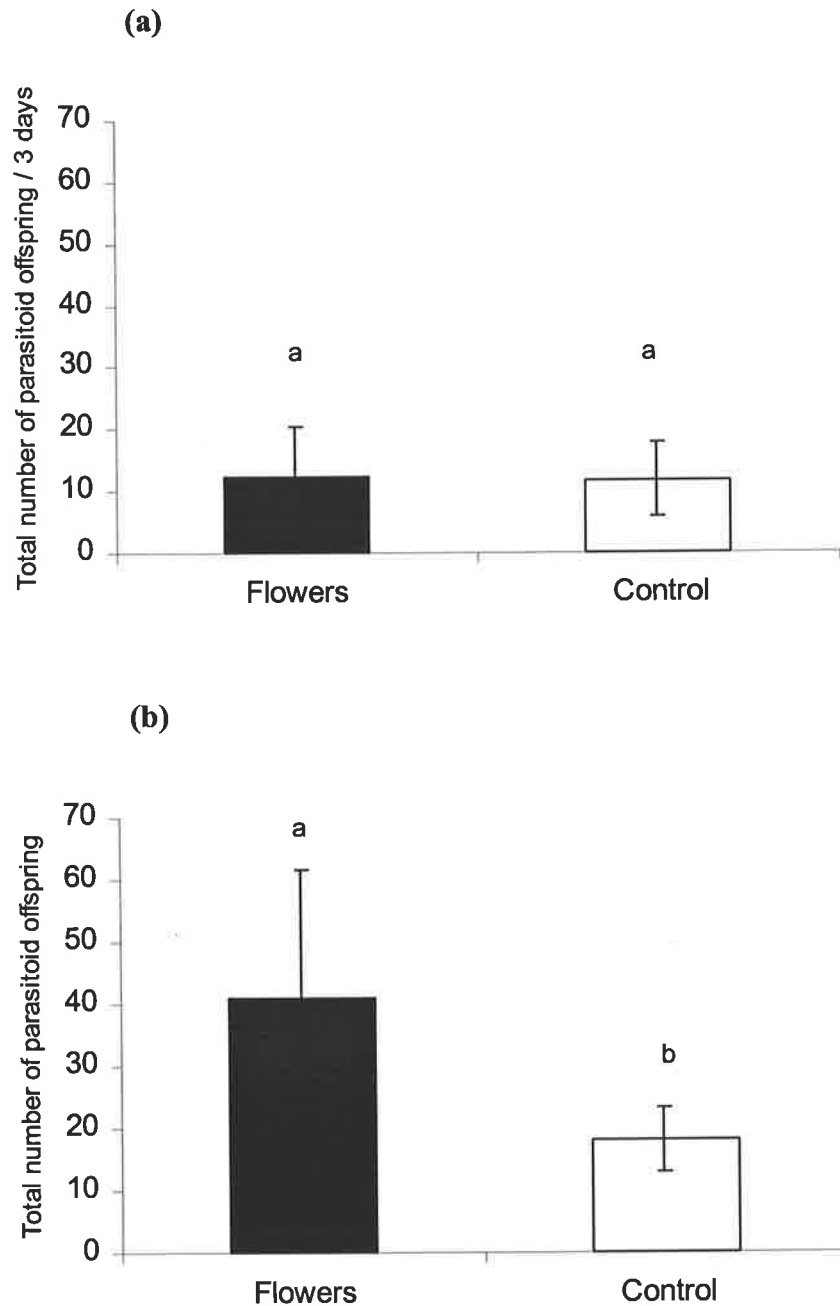 (a)
Total number of parasitoid offspring / 3 days
70
60
50
40
30
20
10
0
a
a
Flowers
Control
(b)
Total number of parasitoid offspring
70
60
50
40
30
20
10
0
a
b
Flowers
Control